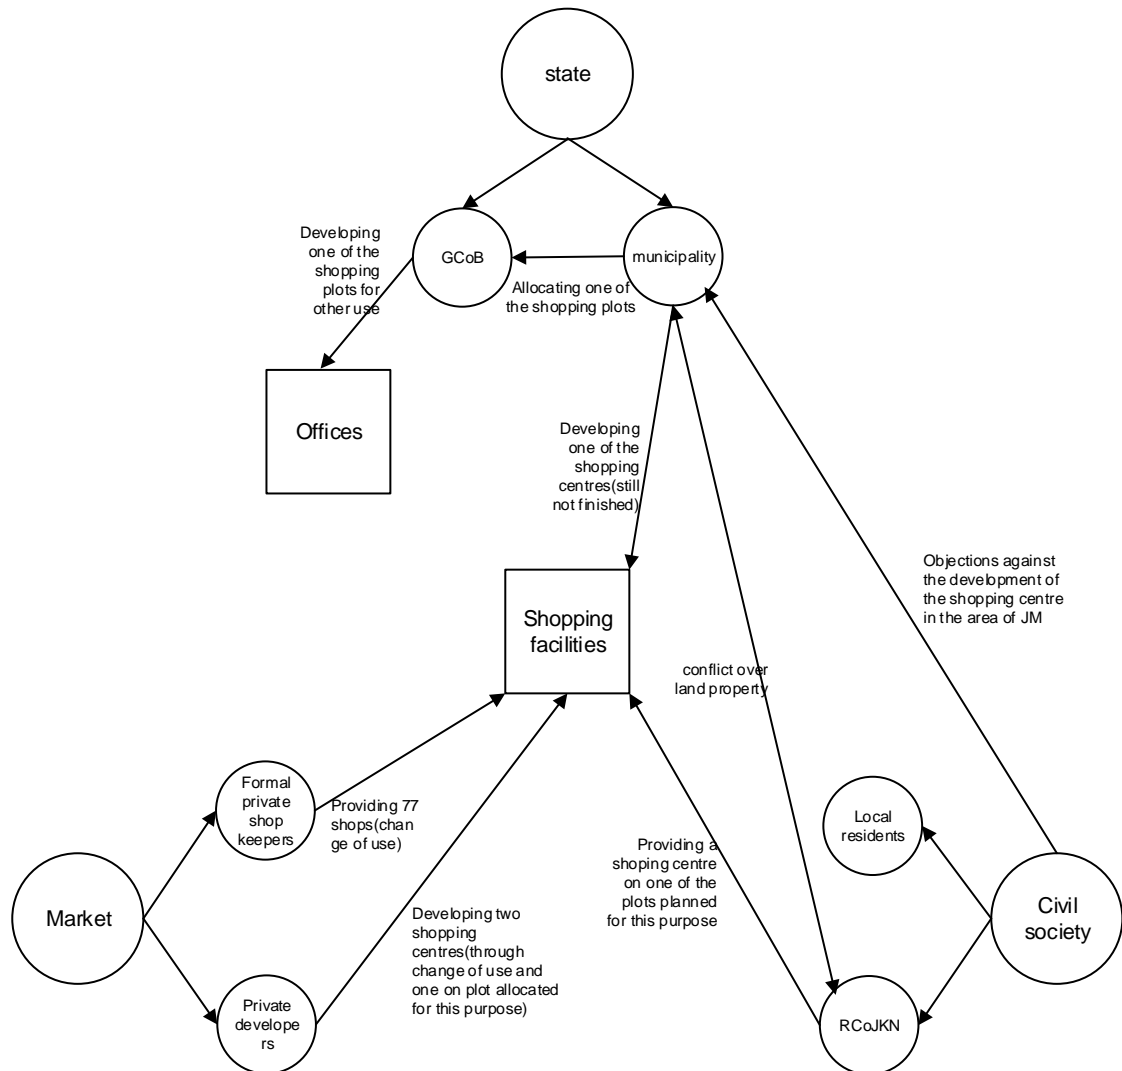 state
GCoB
municipality
Developing
one of the
shopping
plots for
other use
Allocating one of
the shopping plots
Offices
Developing
one of the
shopping
centres(still
not finished)
Objections against
the development of
the shopping centre
in the area of JM
Shopping
facilities
conflict over
land property
Formal
private
shop
keepers
Providing 77
shops(chan
ge of use)
Local
residents
Providing a
shoping centre
on one of the
plots planned
for this purpose
Market
Civil
society
Developing two
shopping
centres(through
change of use and
one on plot allocated
for this purpose)
Private
develope
rs
RCoJKN